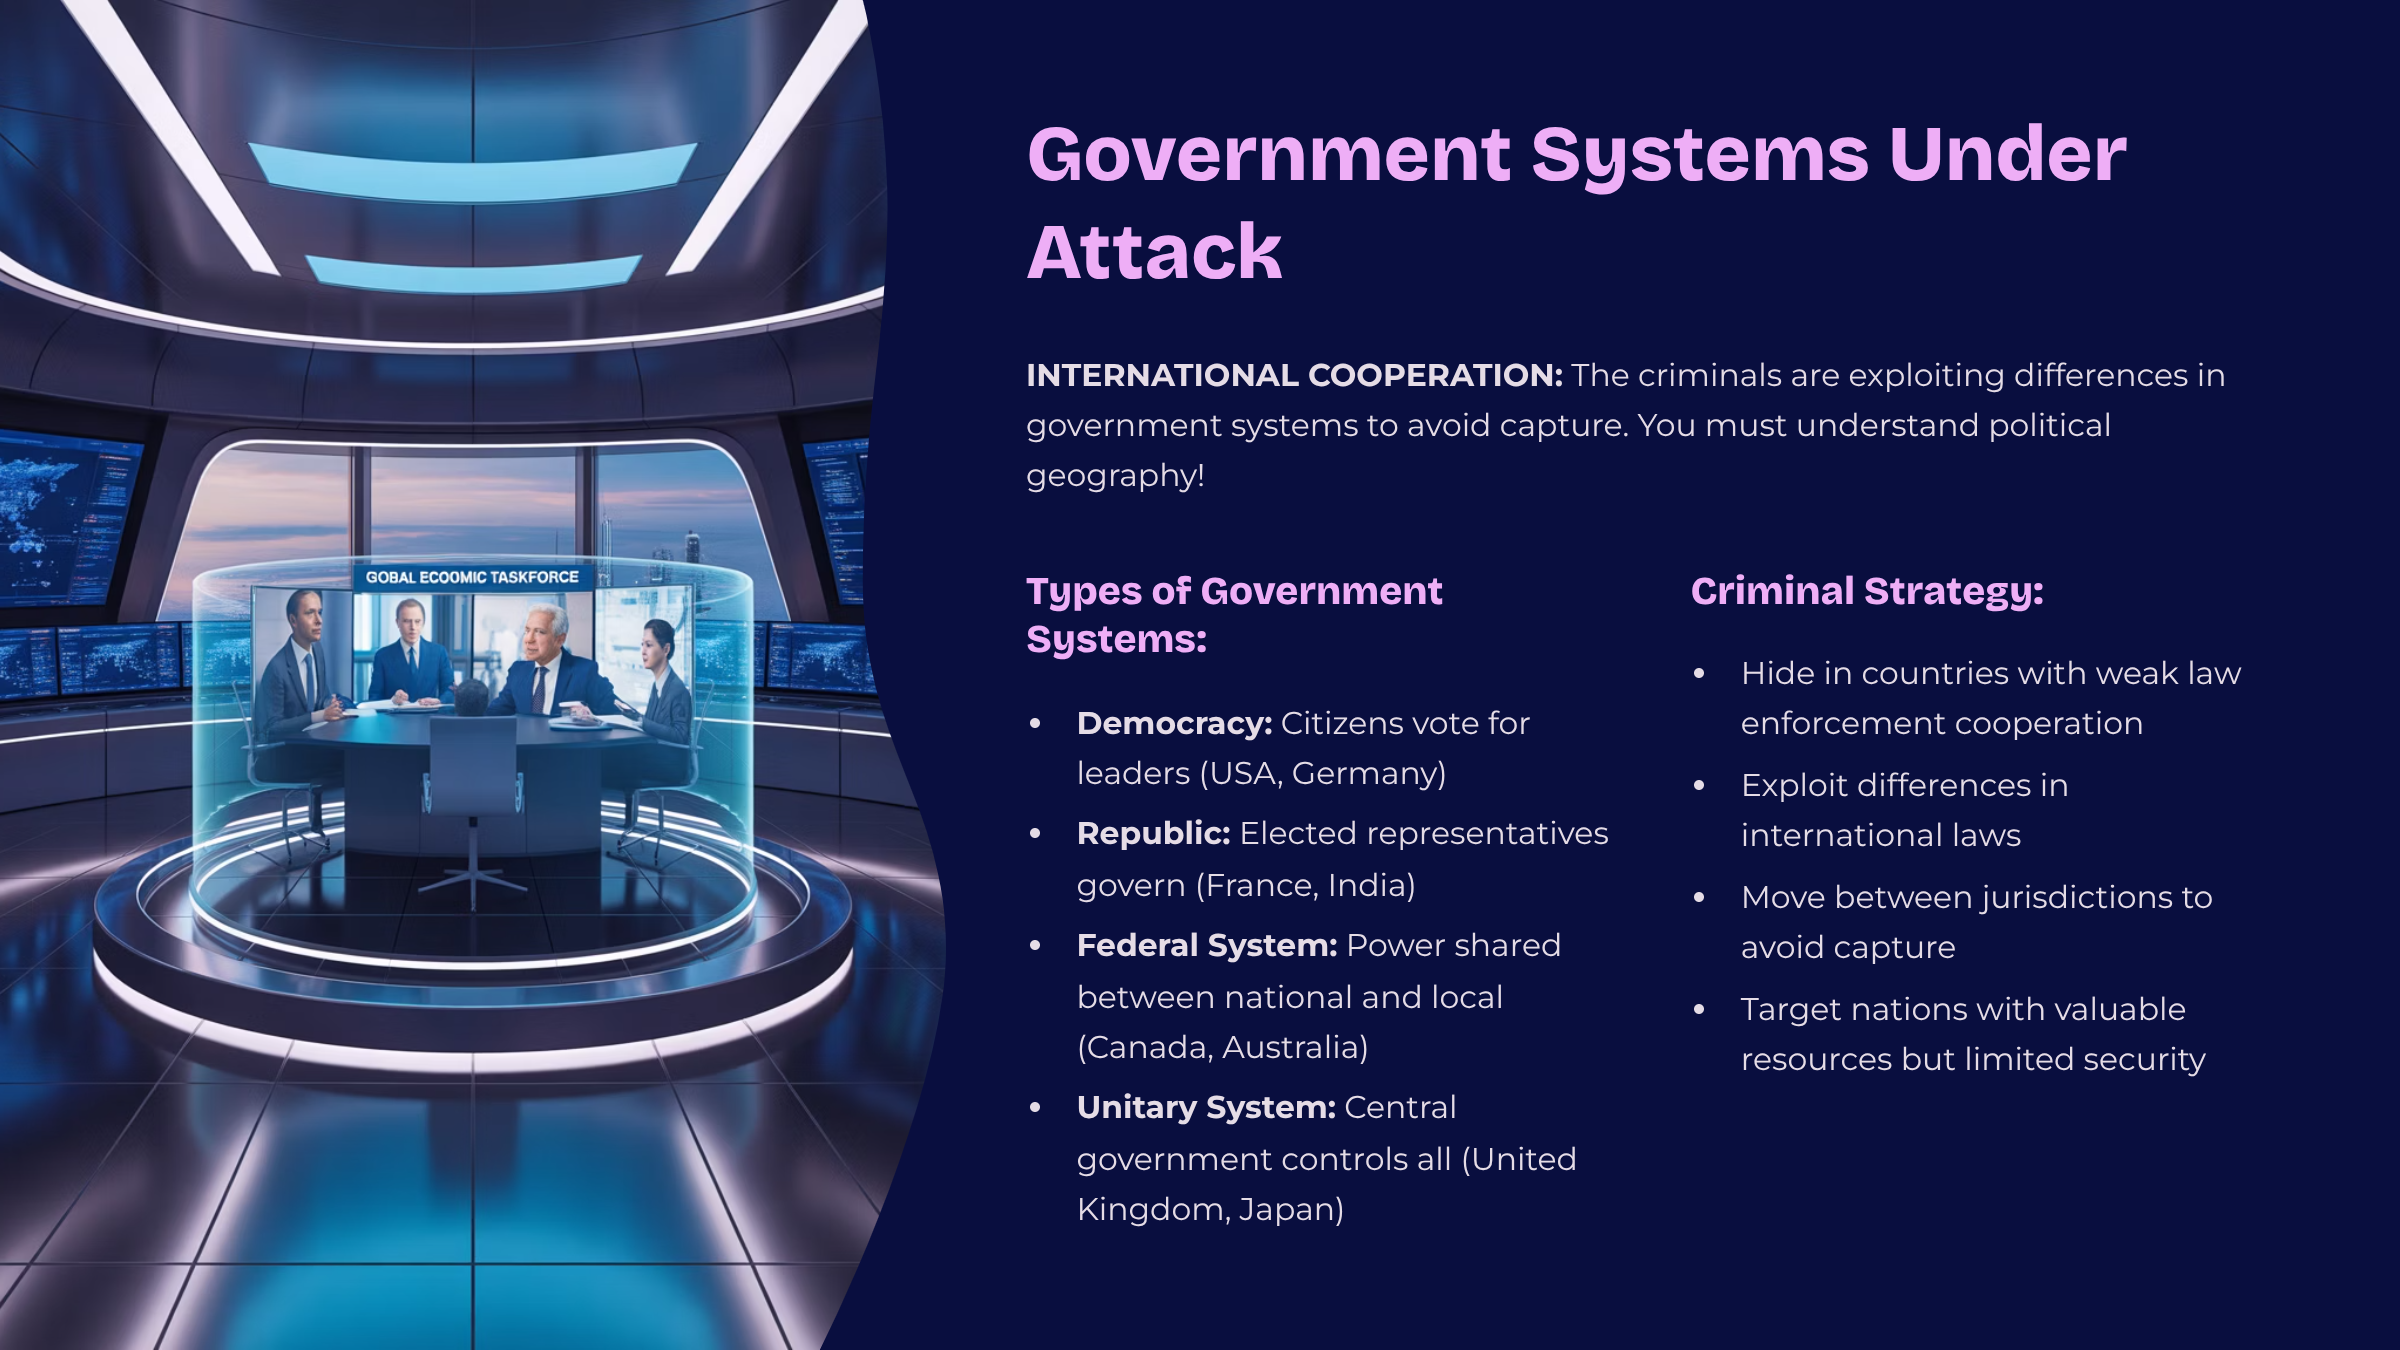 Government Systems Under
Attack
INTERNATIONAL COOPERATION: The criminals are exploiting differences in
government systems to avoid capture. You must understand political
geography!
Types of Government
Systems:
• Democracy: Citizens vote for
leaders (USA, Germany)
• Republic: Elected representatives
govern (France, India)
• Federal System: Power shared
between national and local
(Canada, Australia)
• Unitary System: Central
government controls all (United
Kingdom, Japan)
Criminal Strategy:
• Hide in countries with weak law
enforcement cooperation
• Exploit differences in
international laws
• Move between jurisdictions to
avoid capture
• Target nations with valuable
resources but limited security
GOBAL ECOOMIC TASKFORCE